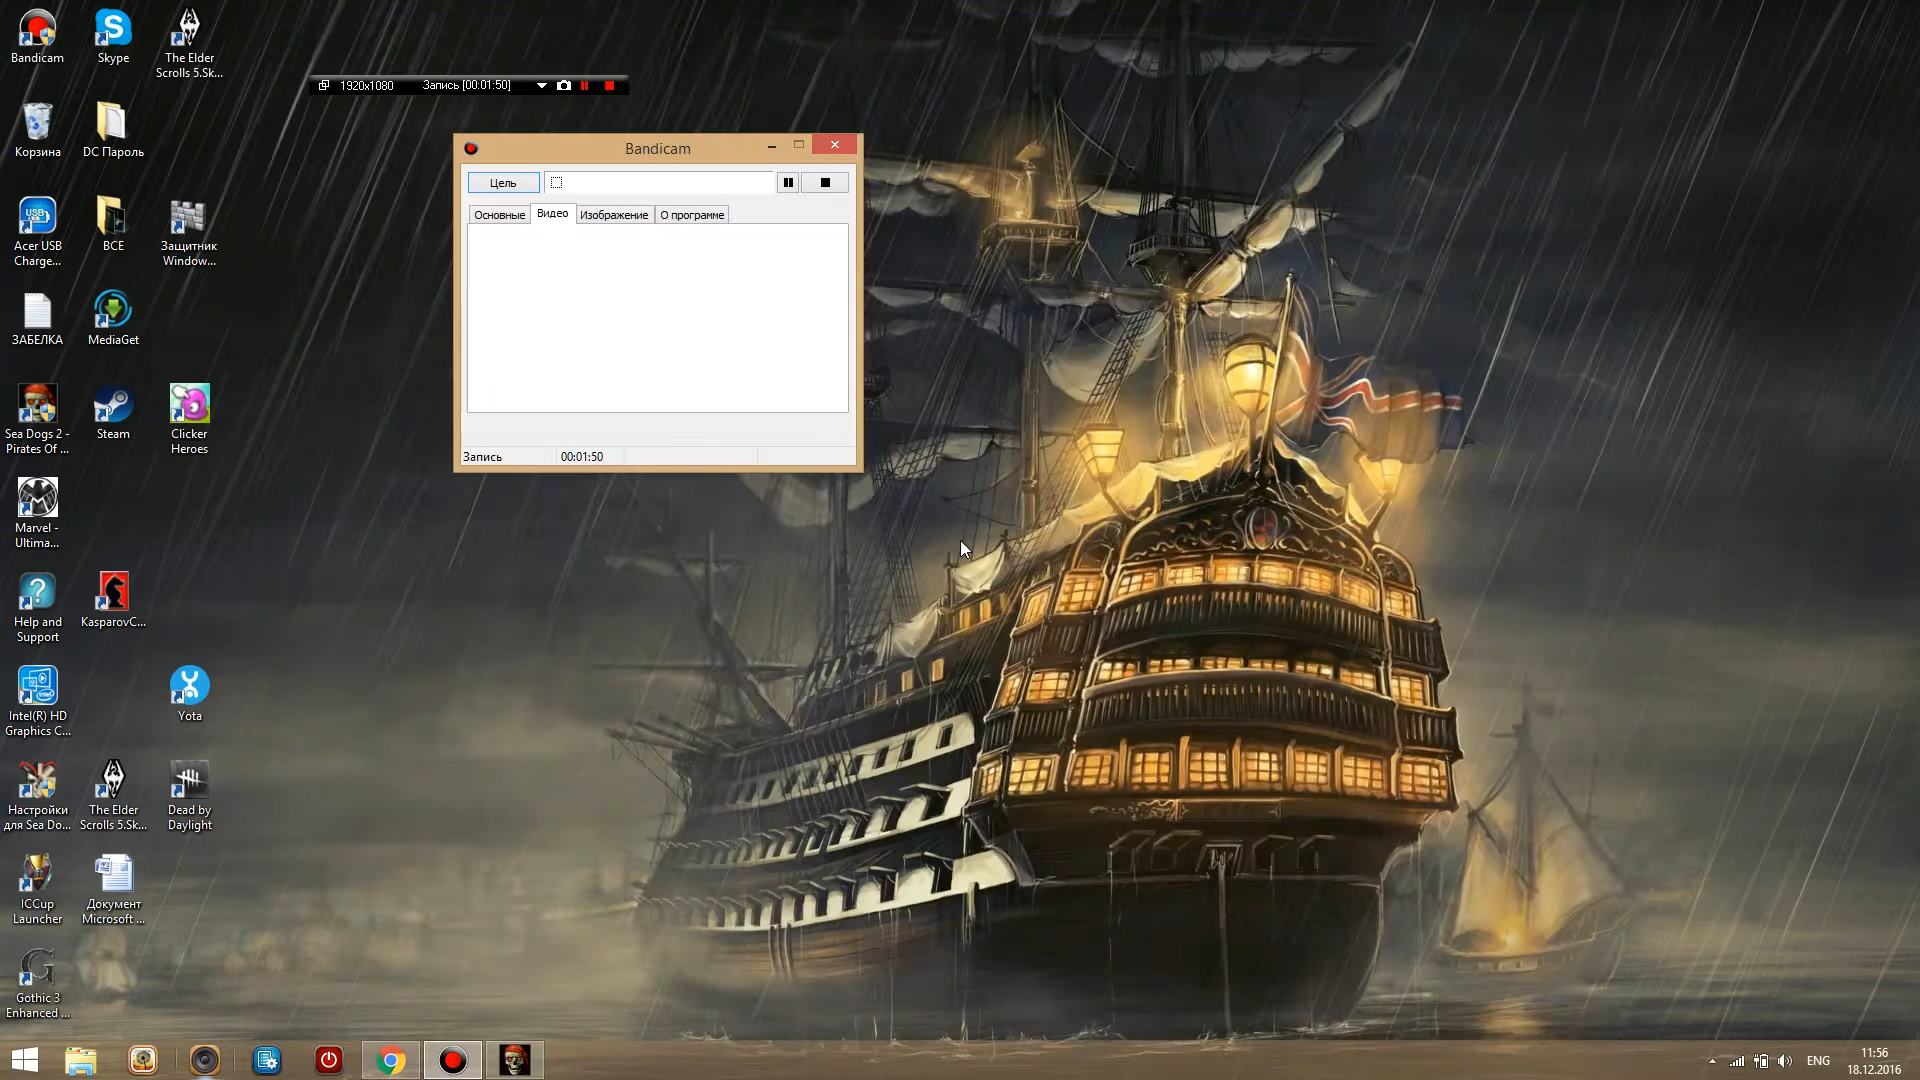 Bandicam
Skype
The Elder
Scrolls 5.Sk...
1920x1080
Запись [00:01:50]
Корзина
DC Пароль
Bandicam
Цель
Основные
Видео
Изображение
О программе
Запись
00:01:50
Acer USB
Charge...
ВСЕ
Защитник
Window...
ЗАБЕЛКА
MediaGet
Sea Dogs 2 -
Pirates Of ...
Steam
Clicker
Heroes
Marvel -
Ultima...
Help and
Support
KasparovC...
Intel(R) HD
Graphics C...
Yota
Настройки
для Sea Do...
The Elder
Scrolls 5.Sk...
Dead by
Daylight
ICCup
Launcher
Документ
Microsoft ...
Gothic 3
Enhanced ...
ENG
11:56
18.12.2016